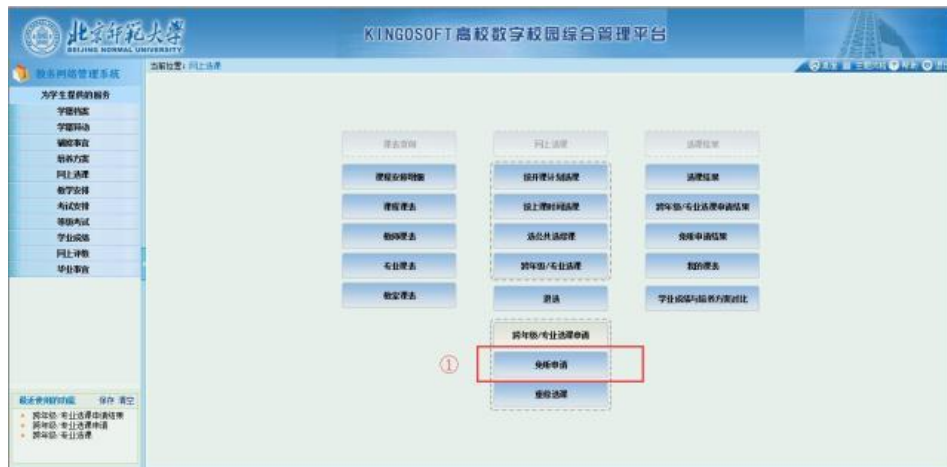 北京师范大学
BEIJING NORMAL UNIVERSITY
KINGOSOFT高校数字校园综合管理平台
教务网络管理系统
当前位置：网上选课
为学生提供的服务
学籍档案
学籍异动
辅修事宜
培养方案
网上选课
教学安排
考试安排
等级考试
学业成绩
网上评教
毕业事宜
课表查询
网上选课
选课结果
课程安排明细
按开课计划选课
选课结果
课程课表
按上课时间选课
跨年级/专业选课申请结果
教师课表
选公共选修课
免听申请结果
专业课表
跨年级/专业选课
我的课表
教室课表
退选
学业成绩与培养方案对比
跨年级/专业选课申请
①
免听申请
重修选课
最近使用的功能 保存 清空
跨年级/专业选课申请结果
跨年级/专业选课申请
跨年级/专业选课